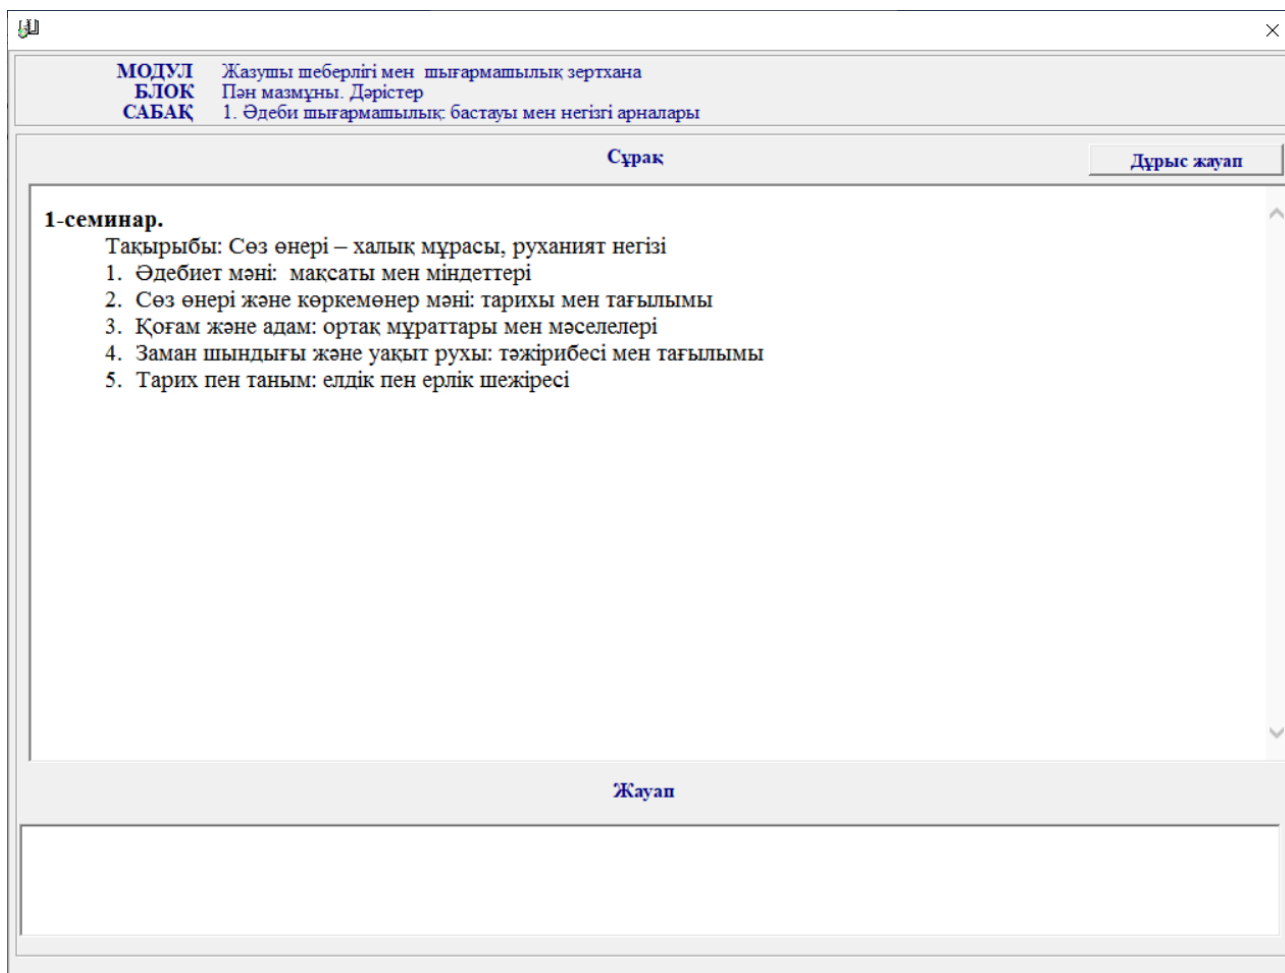 МОДУЛ Жазушы шеберлігі мен шығармашылық зертхана
БЛОК Пән мазмұны. Дәрістер
САБАҚ 1. Әдеби шығармашылық: бастауы мен негізгі арналары
Сұрақ
Дұрыс жауап
1-семинар.
Тақырыбы: Сөз өнері – халық мұрасы, руханият негізі
1. Әдебиет мәні: мақсаты мен міндеттері
2. Сөз өнері және көркемөнер мәні: тарихы мен тағылымы
3. Қоғам және адам: ортақ мұраттары мен мәселелері
4. Заман шындығы және уақыт рухы: тәжірибесі мен тағылымы
5. Тарих пен таным: елдік пен ерлік шежіресі
Жауап